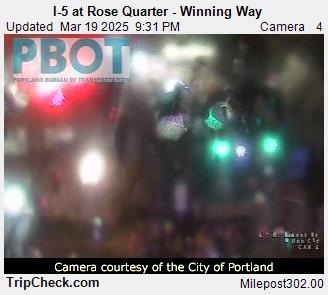 I-5 at Rose Quarter - Winning Way
Updated Mar 19 2025 9:31 PM Camera 4
PBOT
PORTLAND BUREAU OF TRANSPORTATION
Camera courtesy of the City of Portland
TripCheck.com Milepost302.00